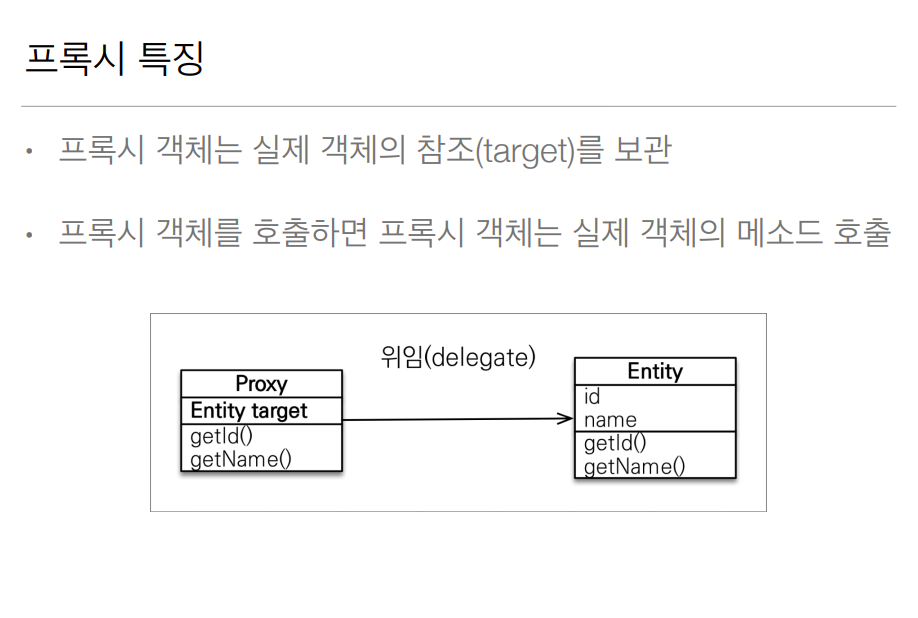 프록시 특징
• 프록시 객체는 실제 객체의 참조(target)를 보관
• 프록시 객체를 호출하면 프록시 객체는 실제 객체의 메소드 호출
위임(delegate)
Proxy
Entity target
getId()
getName()
Entity
id
name
getId()
getName()